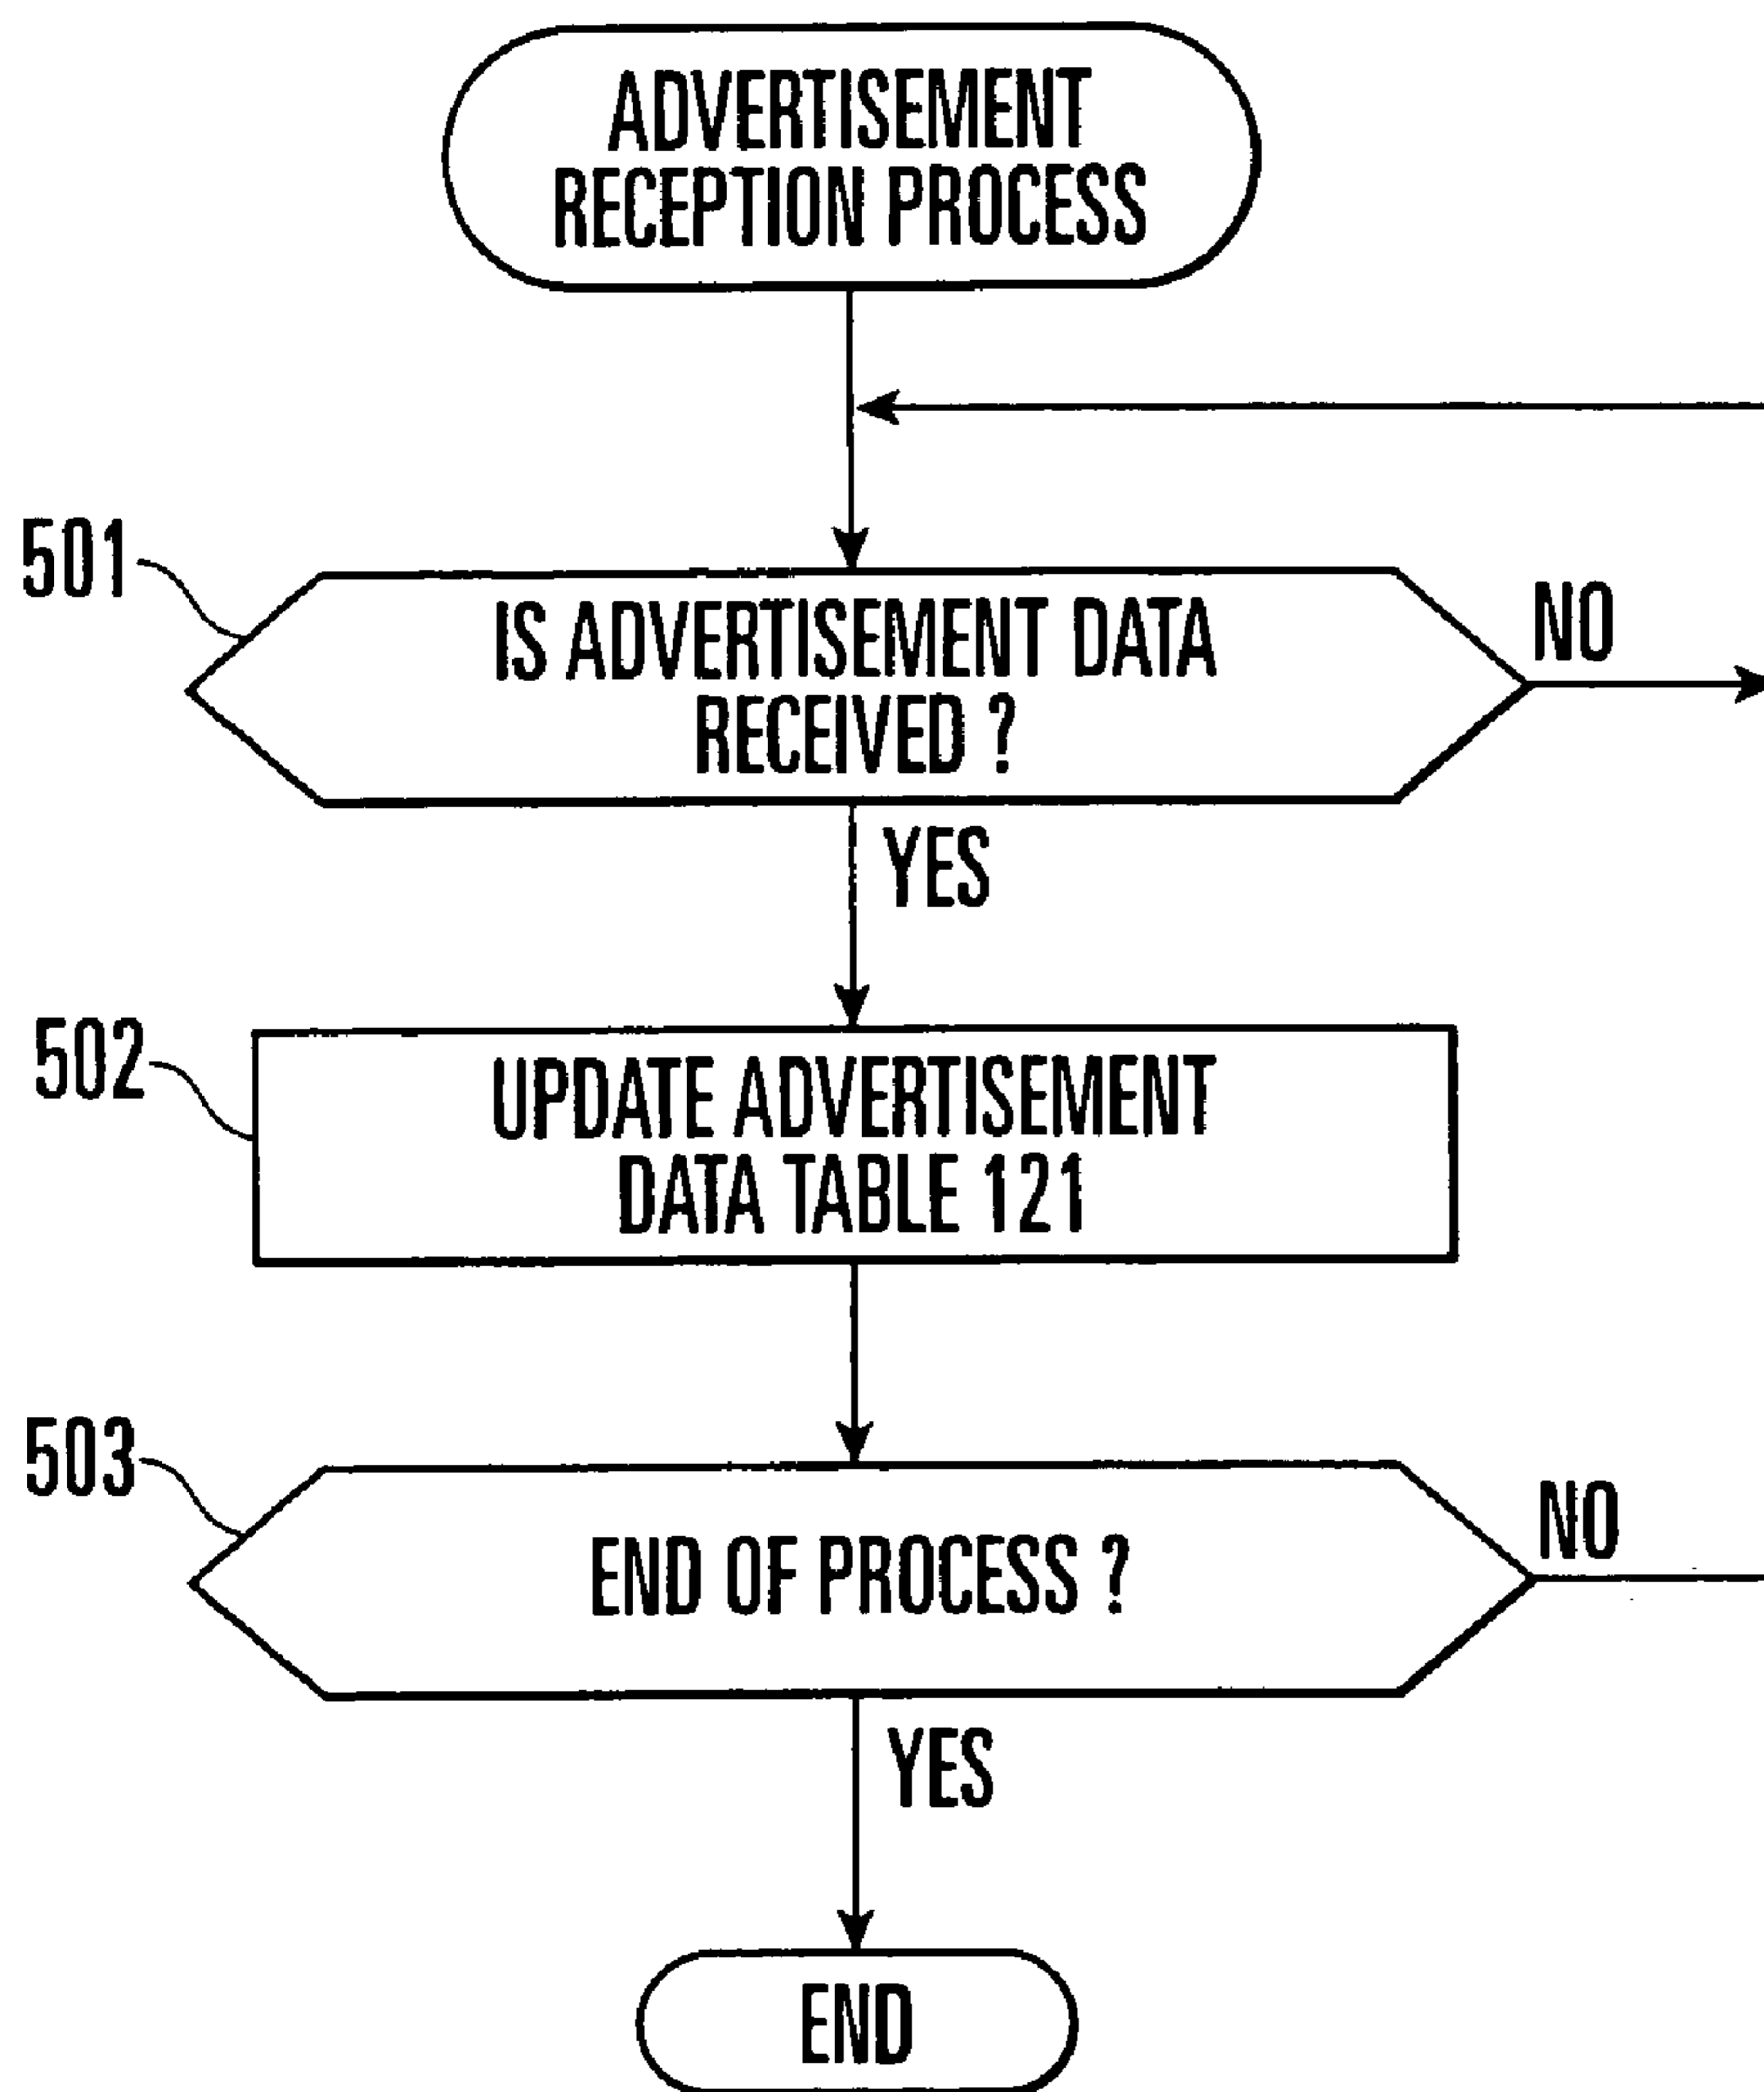 ADVERTISEMENT
RECEPTION PROCESS
501
IS ADVERTISEMENT DATA
RECEIVED ?
NO
YES
502
UPDATE ADVERTISEMENT
DATA TABLE 121
503
END OF PROCESS ?
NO
YES
END